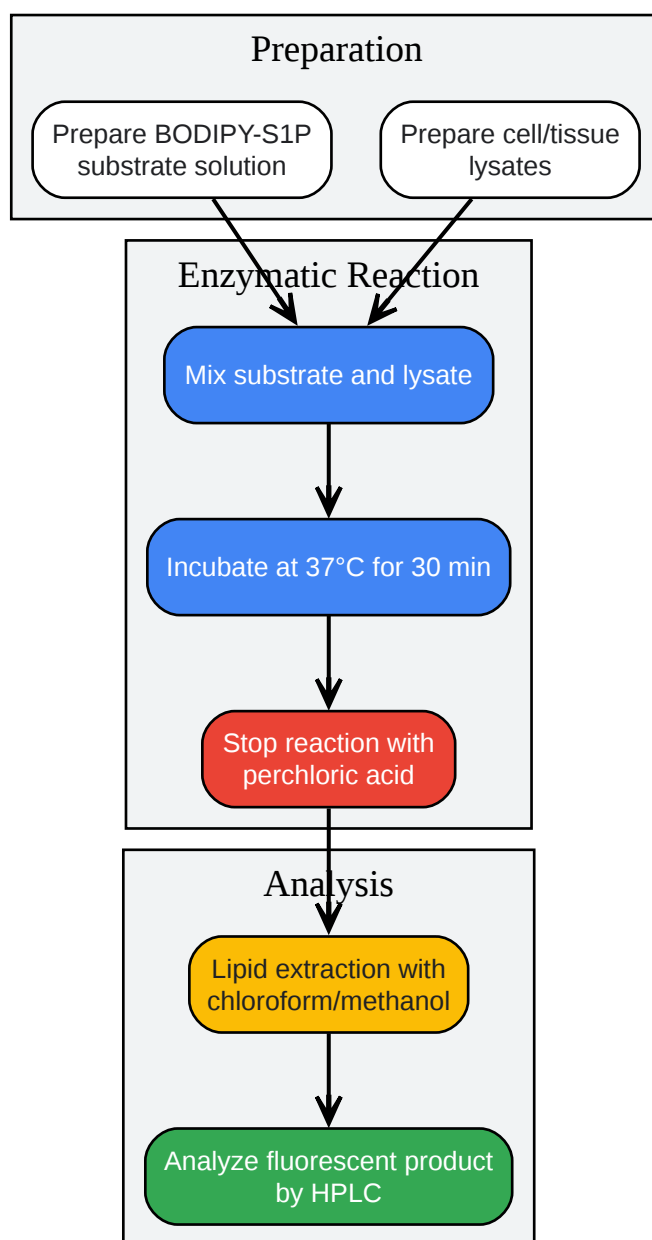 Preparation
Prepare BODIPY-S1P
substrate solution
Prepare cell/tissue
lysates
Enzymatic Reaction
Mix substrate and lysate
Incubate at 37°C for 30 min
Stop reaction with
perchloric acid
Analysis
Lipid extraction with
chloroform/methanol
Analyze fluorescent product
by HPLC